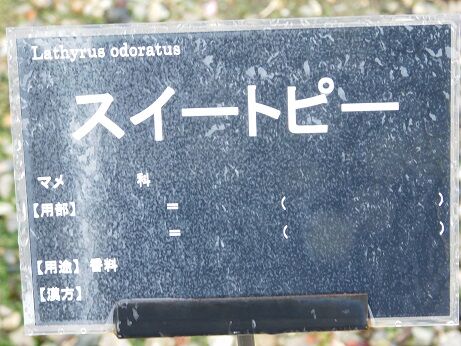 Lathyrus odoratus
スイートピー
マメ 科
【用部】 = ( )
= ( )
【用途】 香料
【漢方】